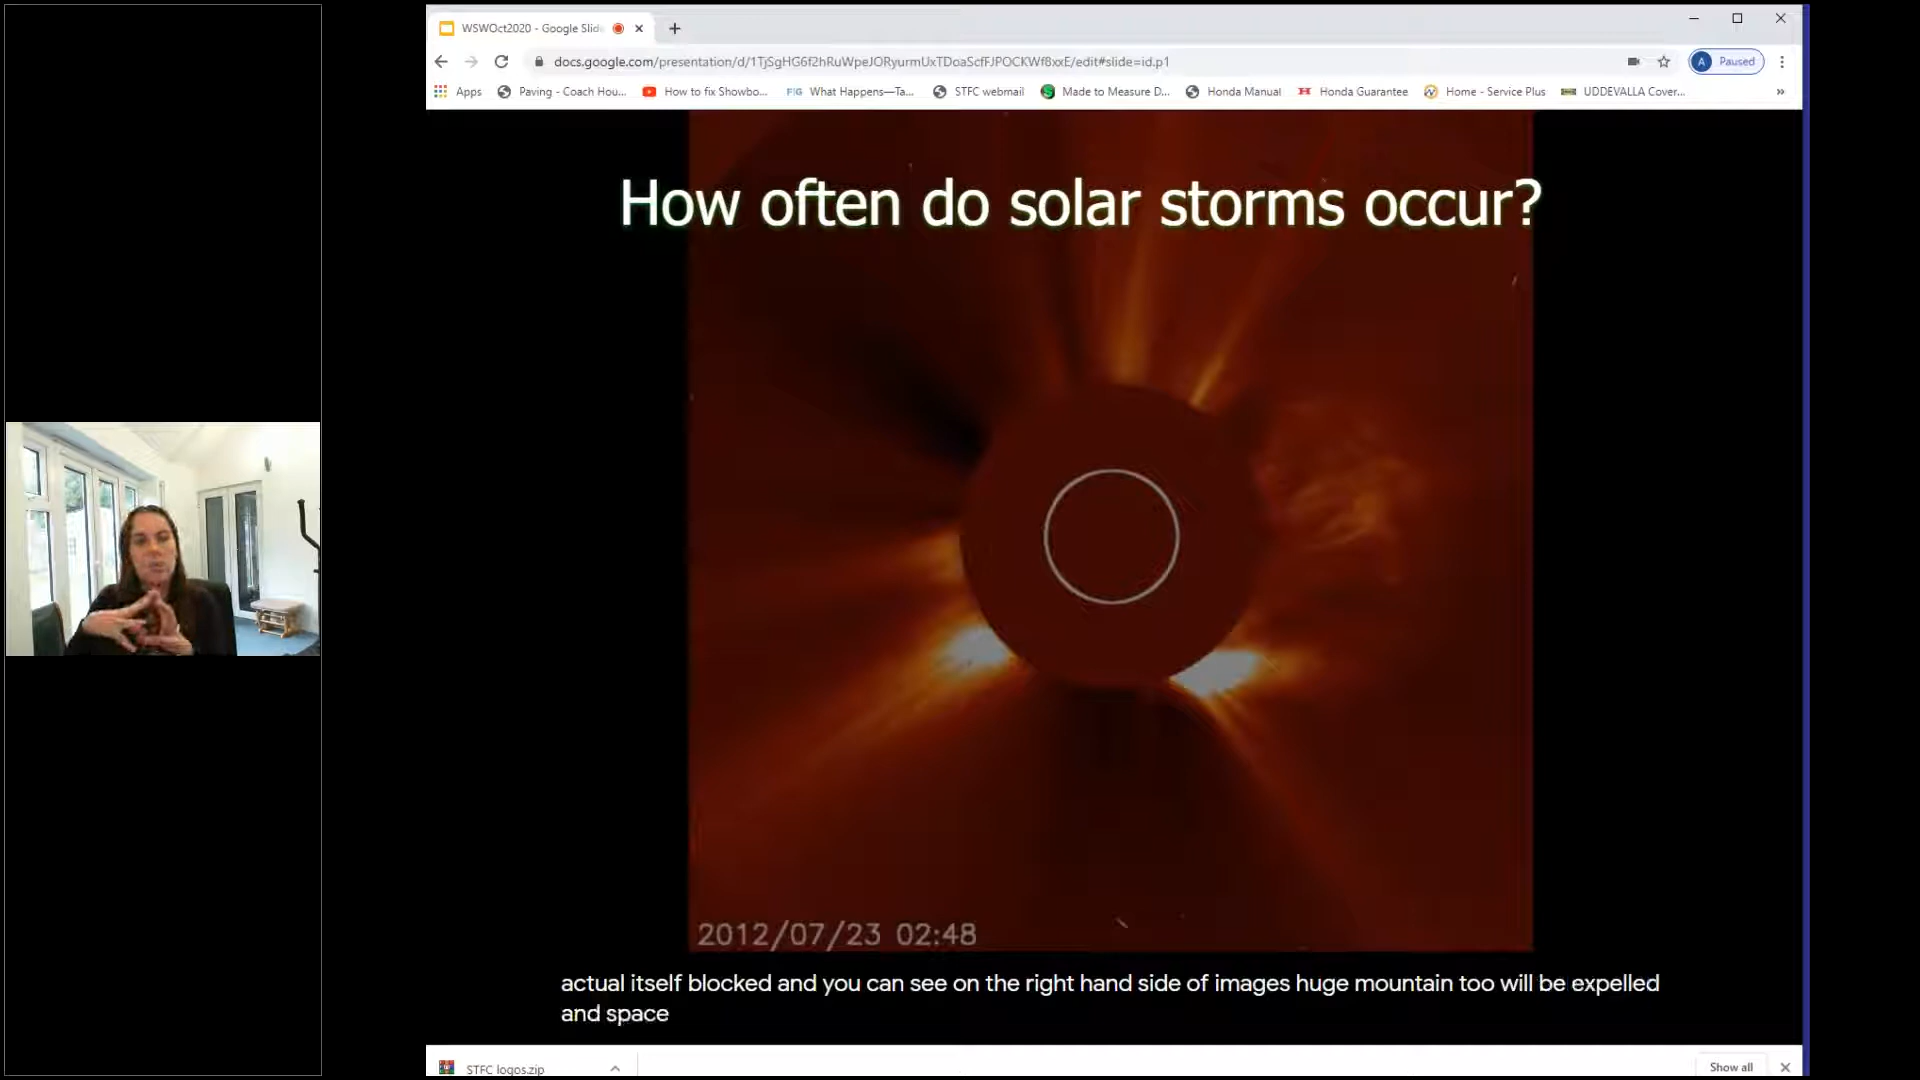 WSWOct2020 - Google Slid
docs.google.com/presentation/d/1TjSgHG6f2hRuWpeJORyurmUxTDoaScfFJPOCKWf8xxE/edit#slide=id.p1
A Paused
Apps Paving - Coach Hou... How to fix Showbo... FIG What Happens—Ta... STFC webmail Made to Measure D... Honda Manual Honda Guarantee Home - Service Plus UDDEVALLA Cover... »
How often do solar storms occur?
2012/07/23 02:48
actual itself blocked and you can see on the right hand side of images huge mountain too will be expelled
and space
STFC logos.zip
Show all